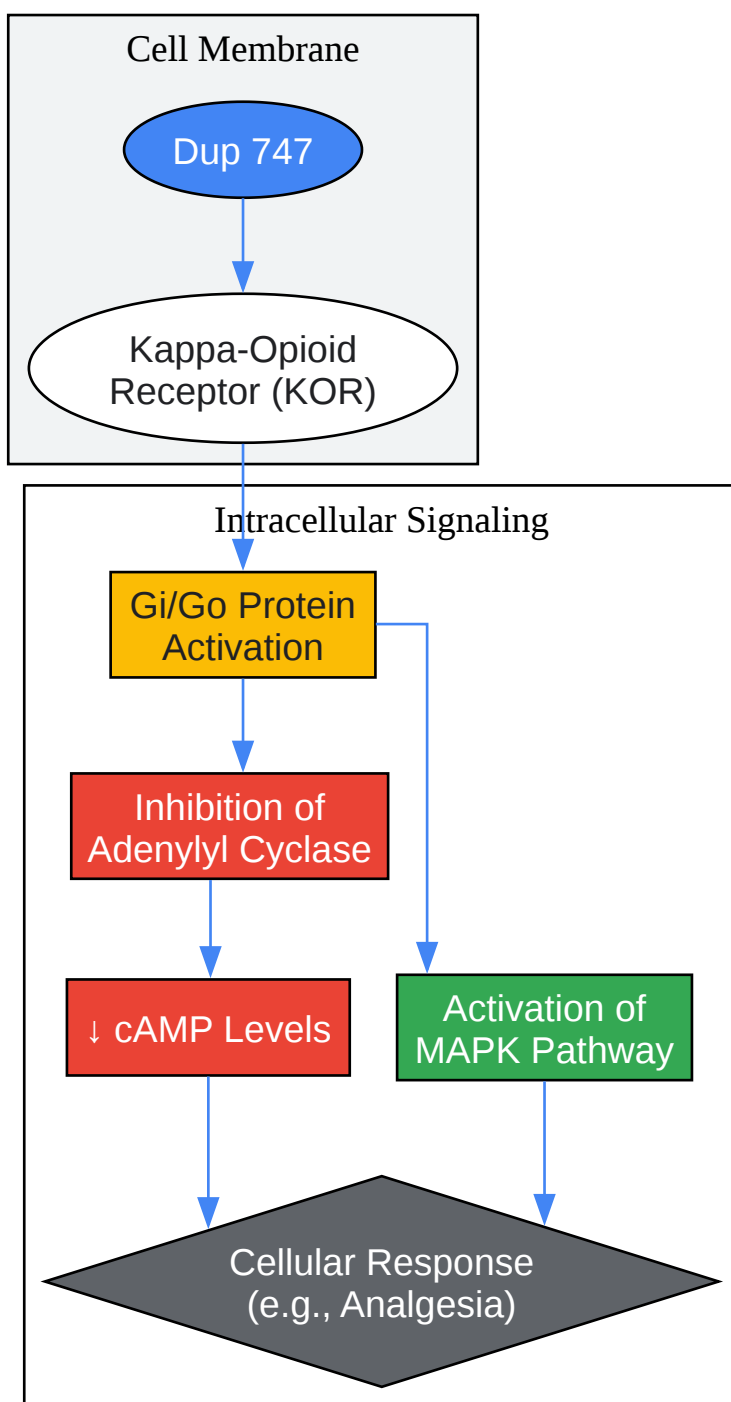 Cell Membrane
Dup 747
Kappa-Opioid
Receptor (KOR)
Intracellular Signaling
Gi/Go Protein
Activation
Inhibition of
Adenylyl Cyclase
↓ cAMP Levels
Activation of
MAPK Pathway
Cellular Response
(e.g., Analgesia)